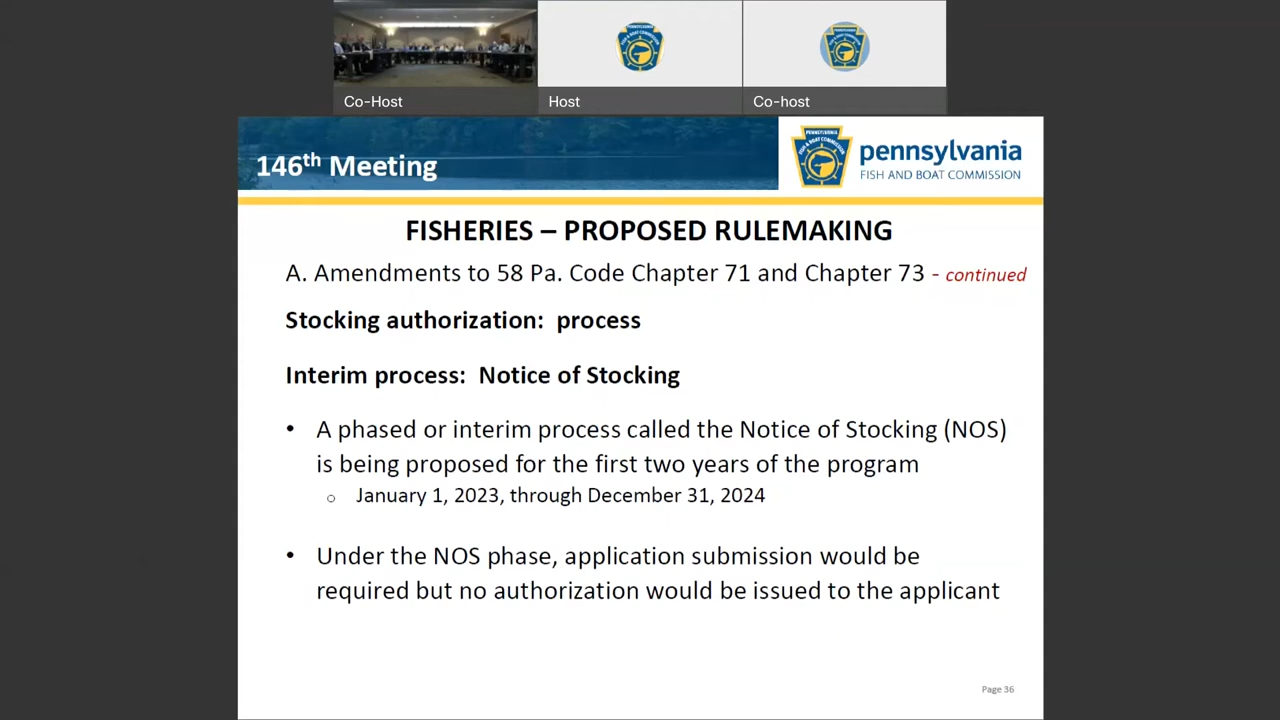 Co-Host
Host
Co-host
146th Meeting
pennsylvania
FISH AND BOAT COMMISSION
FISHERIES – PROPOSED RULEMAKING
A. Amendments to 58 Pa. Code Chapter 71 and Chapter 73 - continued
Stocking authorization: process
Interim process: Notice of Stocking
• A phased or interim process called the Notice of Stocking (NOS)
is being proposed for the first two years of the program
○ January 1, 2023, through December 31, 2024
• Under the NOS phase, application submission would be
required but no authorization would be issued to the applicant
Page 36